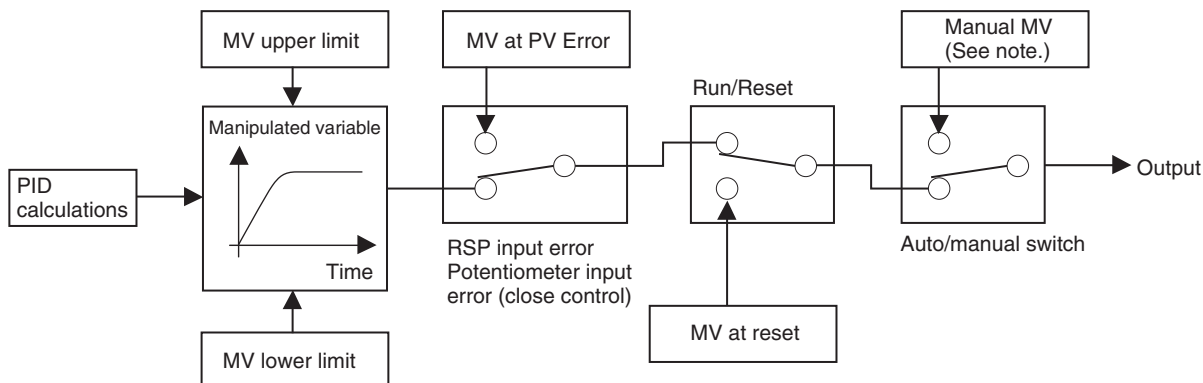 MV upper limit
MV at PV Error
Manual MV
(See note.)
Run/Reset
Manipulated variable
PID
calculations
Time
Output
RSP input error
Potentiometer input
error (close control)
Auto/manual switch
MV at reset
MV lower limit